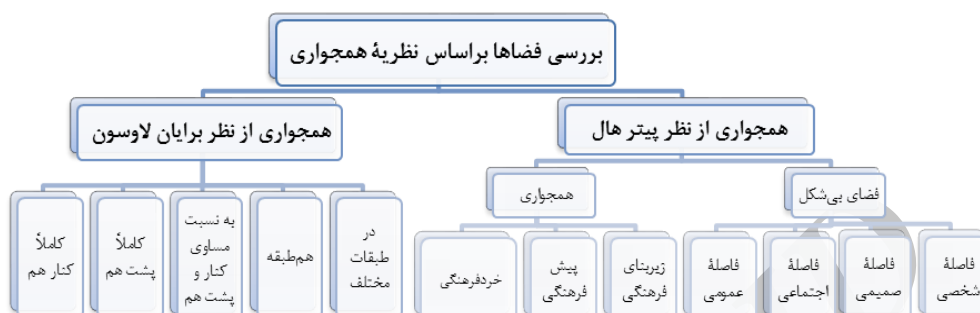 بررسی فضاها براساس نظریهٔ همجواری
همجواری از نظر پیتر هال
همجواری از نظر برایان لاوسون
فضای بی‌شکل
همجواری
فاصلهٔ
شخصی
فاصلهٔ
صمیمی
فاصلهٔ
اجتماعی
فاصلهٔ
عمومی
زیربنای
فرهنگی
پیش
فرهنگی
خردفرهنگی
در
طبقات
مختلف
هم‌طبقه
به نسبت
مساوی
کنار و
پشت هم
کاملاً
پشت هم
کاملاً
کنار هم